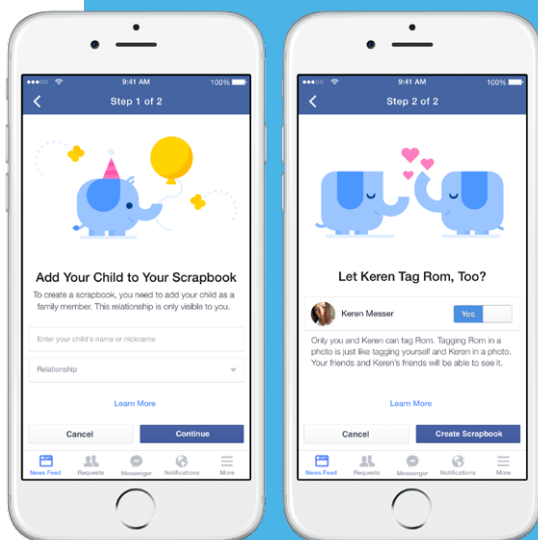 9:41 AM
100%
Step 1 of 2
Add Your Child to Your Scrapbook
To create a scrapbook, you need to add your child as a
family member. This relationship is only visible to you.
Enter your child's name or nickname
Relationship
Learn More
Cancel
Continue
News Feed
Requests
Messenger
Notifications
More
9:41 AM
100%
Step 2 of 2
Let Keren Tag Rom, Too?
Keren Messer
Yes
Only you and Keren can tag Rom. Tagging Rom in a
photo is just like tagging yourself and Keren in a photo.
Your friends and Keren's friends will be able to see it.
Learn More
Cancel
Create Scrapbook
News Feed
Requests
Messenger
Notifications
More